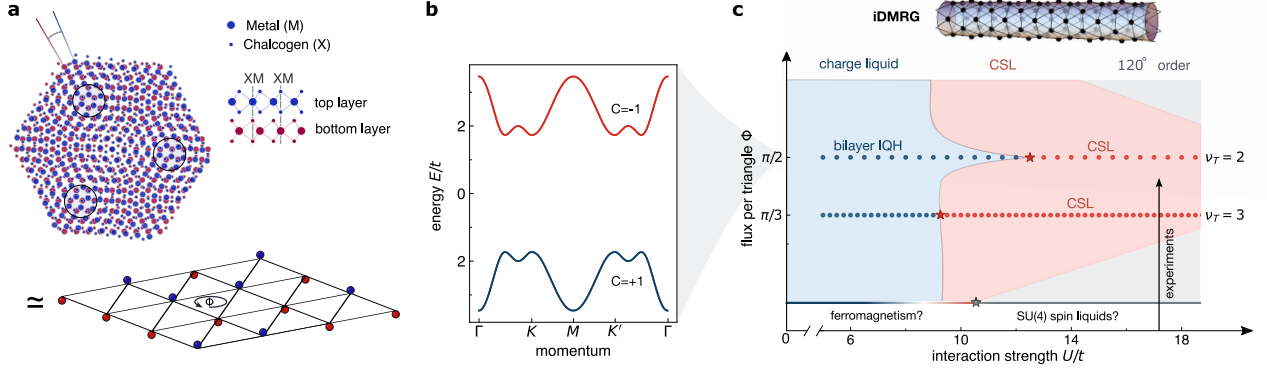 a
Metal (M)
Chalcogen (X)
XM XM
top layer
bottom layer
≃
Φ
b
energy E/t
2
0
2
C=-1
C=+1
Γ K M K′ Γ
momentum
c
iDMRG
charge liquid
CSL
120° order
flux per triangle Φ
π/2
bilayer IQH
CSL
ν_T = 2
π/3
CSL
ν_T = 3
experiments
ferromagnetism?
SU(4) spin liquids?
0 6 10 14 18
interaction strength U/t